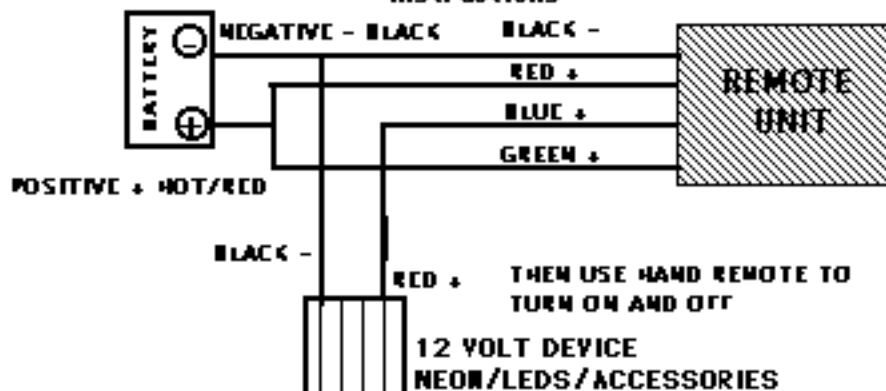 BATTERY
NEGATIVE - BLACK
BLACK -
RED +
BLUE +
GREEN +
REMOTE
UNIT
POSITIVE + HOT/RED
BLACK -
RED +
THEN USE HAND REMOTE TO
TURN ON AND OFF
12 VOLT DEVICE
NEON/LEDS/ACCESSORIES